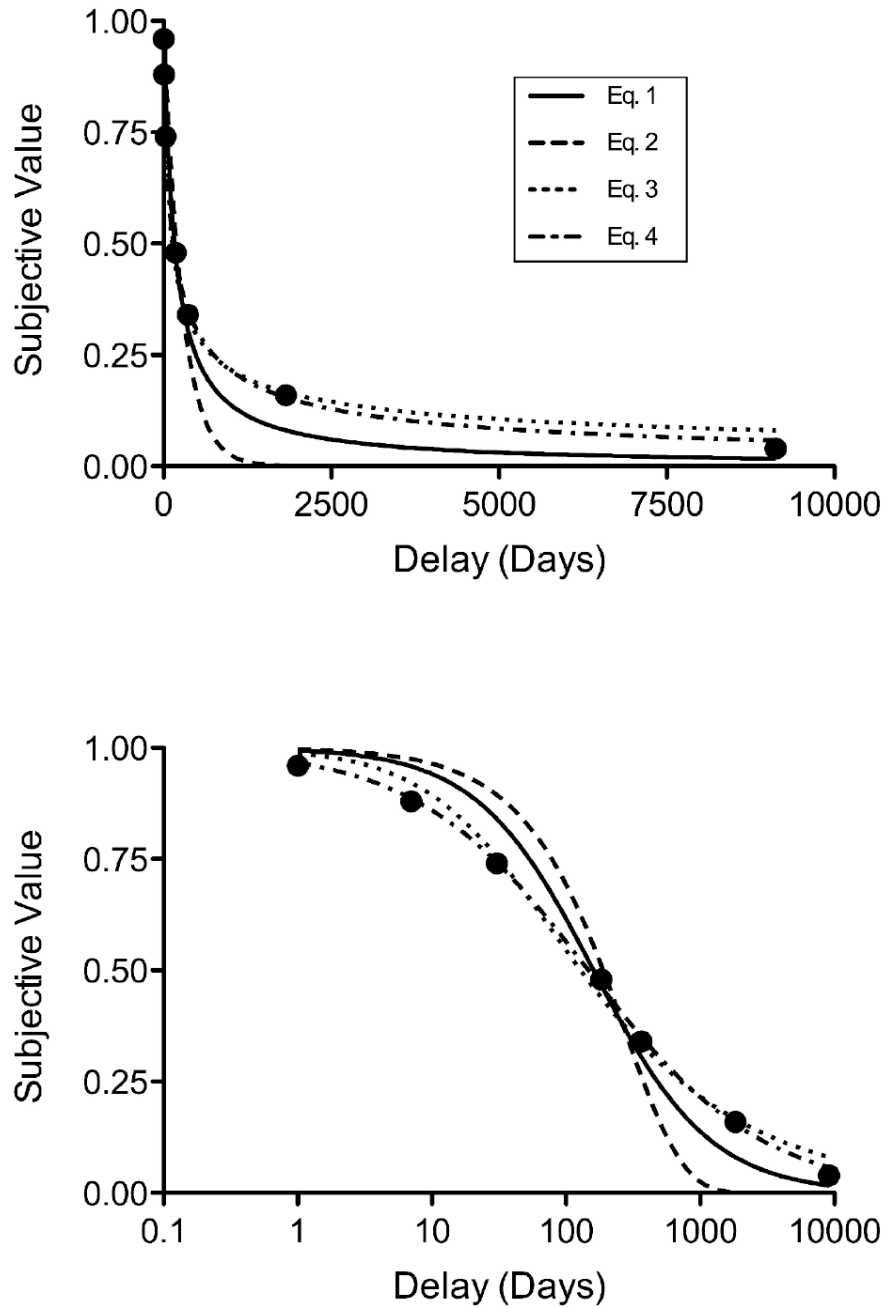 1.00
0.75
0.50
0.25
0.00
Subjective Value
0 2500 5000 7500 10000
Delay (Days)
Eq. 1
Eq. 2
Eq. 3
Eq. 4
1.00
0.75
0.50
0.25
0.00
Subjective Value
0.1 1 10 100 1000 10000
Delay (Days)